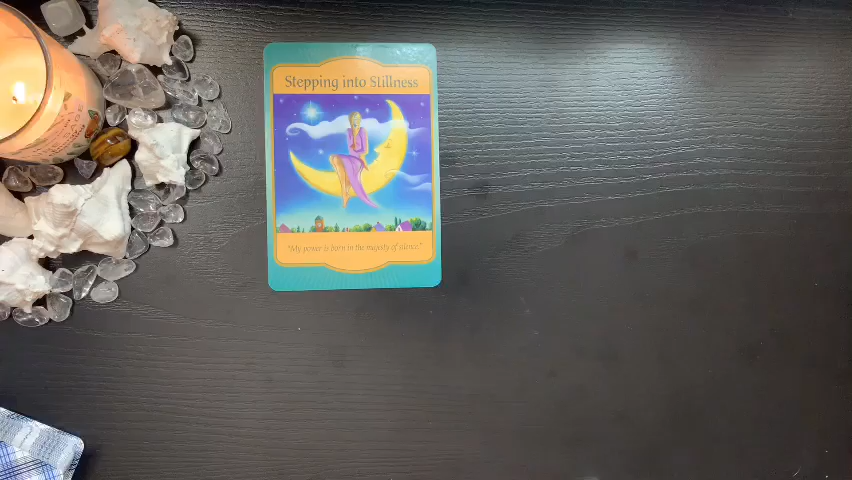 Stepping into Stillness
"My power is born in the majesty of silence."